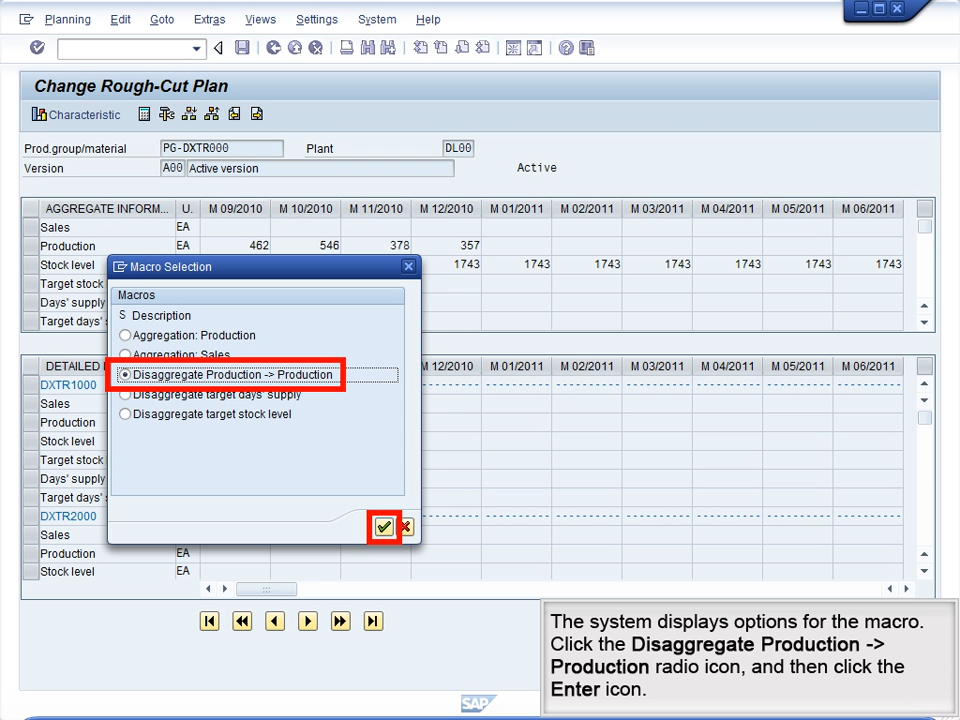 Planning Edit Goto Extras Views Settings System Help
Change Rough-Cut Plan
Characteristic
Prod.group/material PG-DXTR000 Plant DL00
Version A00 Active version Active
AGGREGATE INFORM... U. M 09/2010 M 10/2010 M 11/2010 M 12/2010 M 01/2011 M 02/2011 M 03/2011 M 04/2011 M 05/2011 M 06/2011
Sales EA
Production EA 462 546 378 357
Stock level 1743 1743 1743 1743 1743 1743 1743
Target stock
Days' supply
Target days'
Macro Selection
Macros
S Description
Aggregation: Production
Aggregation: Sales
Disaggregate Production -> Production
Disaggregate target days' supply
Disaggregate target stock level
DETAILED M 12/2010 M 01/2011 M 02/2011 M 03/2011 M 04/2011 M 05/2011 M 06/2011
DXTR1000
Sales
Production
Stock level
Target stock
Days' supply
Target days'
DXTR2000
Sales
Production EA
Stock level EA
The system displays options for the macro.
Click the Disaggregate Production ->
Production radio icon, and then click the
Enter icon.
SAP